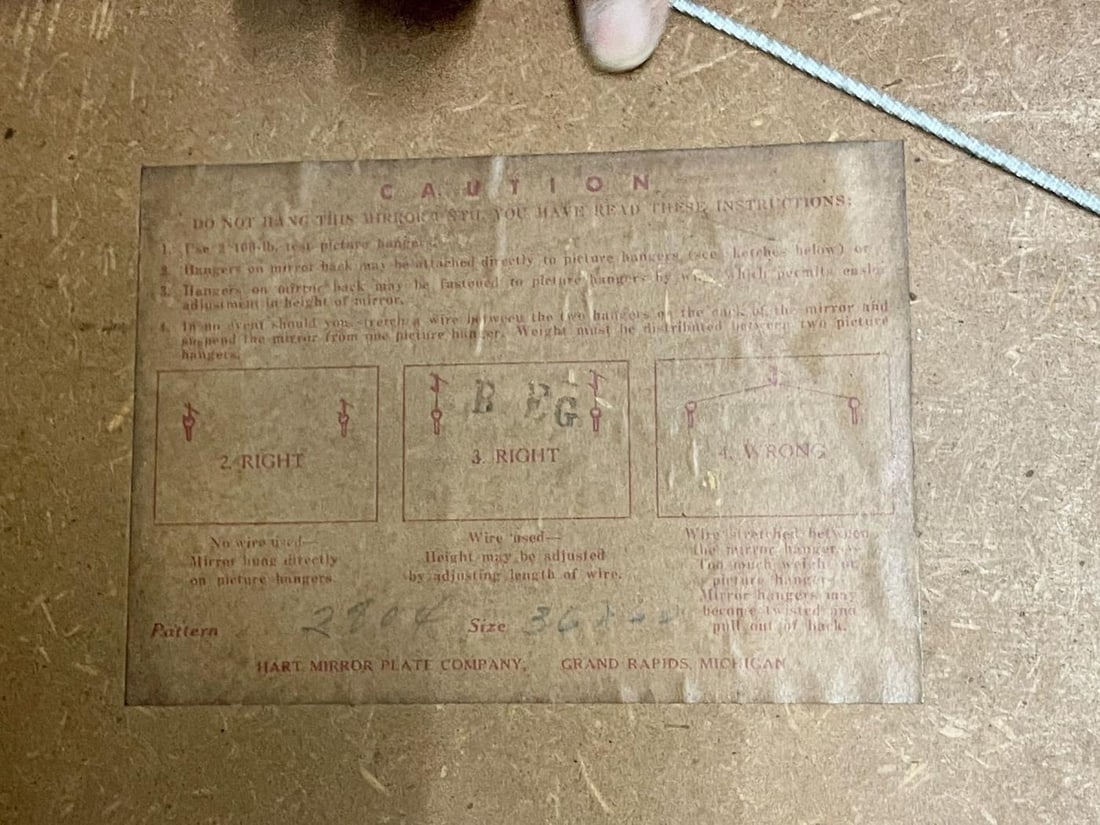 CAUTION
DO NOT HANG THIS MIRROR UNTIL YOU HAVE READ THESE INSTRUCTIONS:
1. Use 2 100-lb. test picture hangers.
2. Hangers on mirror back may be attached directly to picture hangers (see sketches below) or
3. Hangers on mirror back may be fastened to picture hangers by wire which permits easier
adjustment in height of mirror.
4. In no event should you stretch a wire between the two hangers on the back of the mirror and
suspend the mirror from one picture hanger. Weight must be distributed between two picture
hangers.
B EG
2. RIGHT 3. RIGHT 4. WRONG
No wire used—
Mirror hung directly
on picture hangers.
Wire used—
Height may be adjusted
by adjusting length of wire.
Wire stretched between
the mirror hangers—
Too much weight on
picture hanger.
Mirror hangers may
become twisted and
pull out of back.
Pattern 2804 Size 36
HART MIRROR PLATE COMPANY, GRAND RAPIDS, MICHIGAN